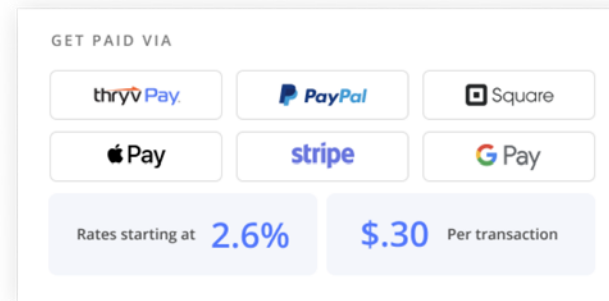 GET PAID VIA
thryv Pay
PayPal
Square
Pay
stripe
G Pay
Rates starting at 2.6%
$.30 Per transaction